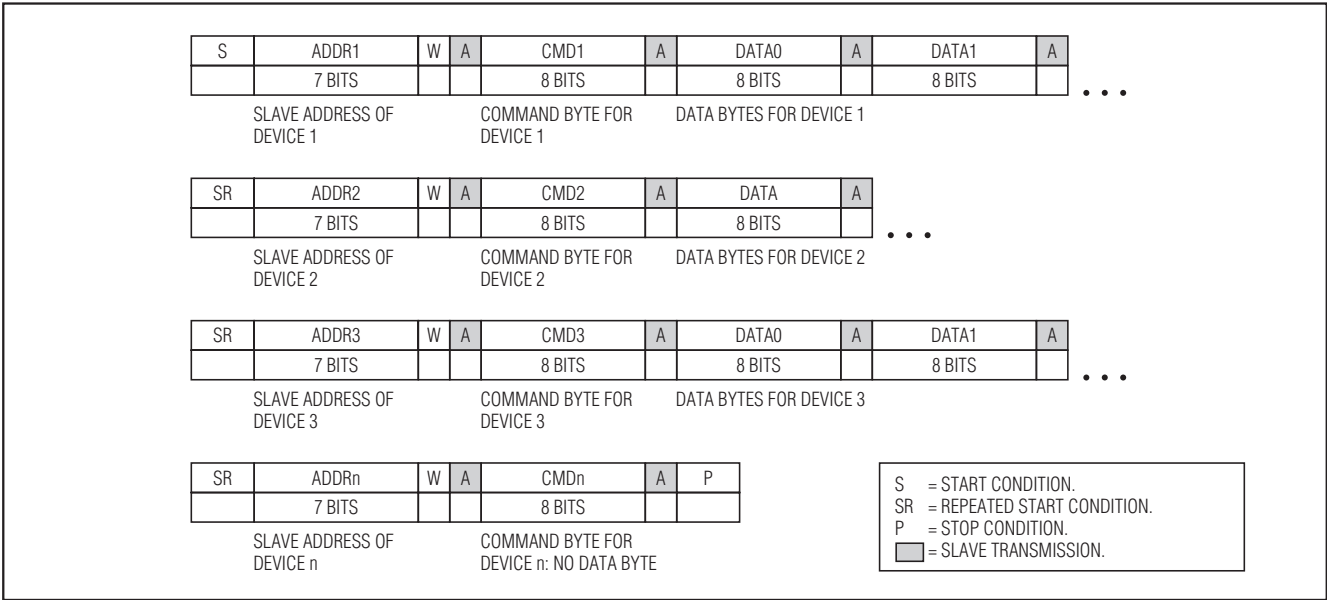 S ADDR1 W A CMD1 A DATA0 A DATA1 A
7 BITS 8 BITS 8 BITS 8 BITS
SLAVE ADDRESS OF DEVICE 1
COMMAND BYTE FOR DEVICE 1
DATA BYTES FOR DEVICE 1
• • •
SR ADDR2 W A CMD2 A DATA A
7 BITS 8 BITS 8 BITS
SLAVE ADDRESS OF DEVICE 2
COMMAND BYTE FOR DEVICE 2
DATA BYTES FOR DEVICE 2
• • •
SR ADDR3 W A CMD3 A DATA0 A DATA1 A
7 BITS 8 BITS 8 BITS 8 BITS
SLAVE ADDRESS OF DEVICE 3
COMMAND BYTE FOR DEVICE 3
DATA BYTES FOR DEVICE 3
• • •
SR ADDRn W A CMDn A P
7 BITS 8 BITS
SLAVE ADDRESS OF DEVICE n
COMMAND BYTE FOR DEVICE n: NO DATA BYTE
S = START CONDITION.
SR = REPEATED START CONDITION.
P = STOP CONDITION.
= SLAVE TRANSMISSION.